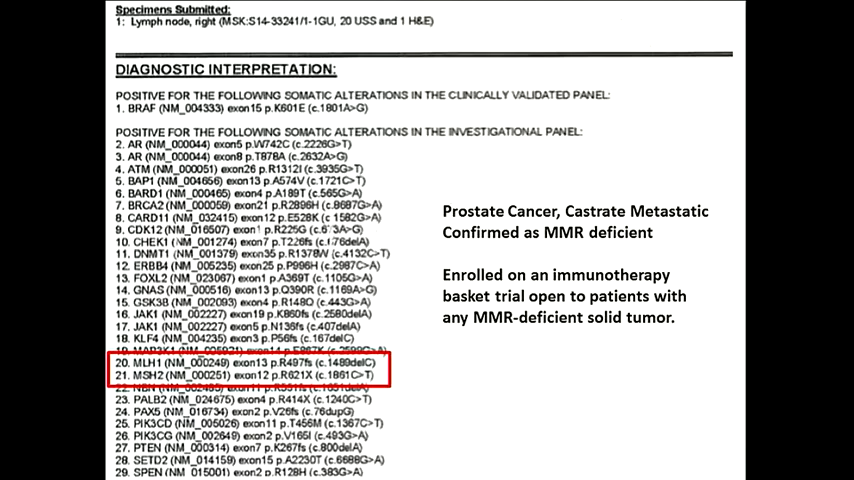 Specimens Submitted:
1: Lymph node, right (MSK:S14-33241/1-1GU, 20 USS and 1 H&E)
DIAGNOSTIC INTERPRETATION:
POSITIVE FOR THE FOLLOWING SOMATIC ALTERATIONS IN THE CLINICALLY VALIDATED PANEL:
1. BRAF (NM_004333) exon15 p.K601E (c.1801A>G)
POSITIVE FOR THE FOLLOWING SOMATIC ALTERATIONS IN THE INVESTIGATIONAL PANEL:
2. AR (NM_000044) exon5 p.W742C (c.2226G>T)
3. AR (NM_000044) exon8 p.T878A (c.2632A>G)
4. ATM (NM_000051) exon26 p.R1312I (c.3935G>T)
5. BAP1 (NM_004656) exon13 p.A574V (c.1721C>T)
6. BARD1 (NM_000465) exon4 p.A189T (c.565G>A)
7. BRCA2 (NM_000059) exon21 p.R2896H (c.8687G>A)
8. CARD11 (NM_032415) exon12 p.E528K (c.1582G>A)
9. CDK12 (NM_016507) exon1 p.R225G
10. CHEK1 (NM_001274) exon7 p.T226fs
11. DNMT1 (NM_001379) exon35 p.R1378W (c.4132C>T)
12. ERBB4 (NM_005235) exon25 p.P996H (c.2987C>A)
13. FOXL2 (NM_023067) exon1 p.A369T (c.1105G>A)
14. GNAS (NM_000516) exon13 p.Q390R (c.1169A>G)
15. GSK3B (NM_002093) exon4 p.R148Q (c.443G>A)
16. JAK1 (NM_002227) exon19 p.K860fs (c.2580delA)
17. JAK1 (NM_002227) exon5 p.N136fs (c.407delA)
18. KLF4 (NM_004235) exon3 p.P56fs (c.167delC)
19. MAP3K1
20. MLH1 (NM_000249) exon13 p.R497fs (c.1489delC)
21. MSH2 (NM_000251) exon12 p.R621X (c.1861C>T)
22. NBN
23. PALB2 (NM_024675) exon4 p.R414X (c.1240C>T)
24. PAX5 (NM_016734) exon2 p.V26fs (c.76dupG)
25. PIK3CD (NM_005026) exon11 p.T456M (c.1367C>T)
26. PIK3CG (NM_002649) exon2 p.V165I (c.493G>A)
27. PTEN (NM_000314) exon7 p.K267fs (c.800delA)
28. SETD2 (NM_014159) exon15 p.A2230T (c.6688G>A)
29. SPEN (NM_015001) exon2 p.R128H (c.383G>A)
Prostate Cancer, Castrate Metastatic
Confirmed as MMR deficient
Enrolled on an immunotherapy
basket trial open to patients with
any MMR-deficient solid tumor.